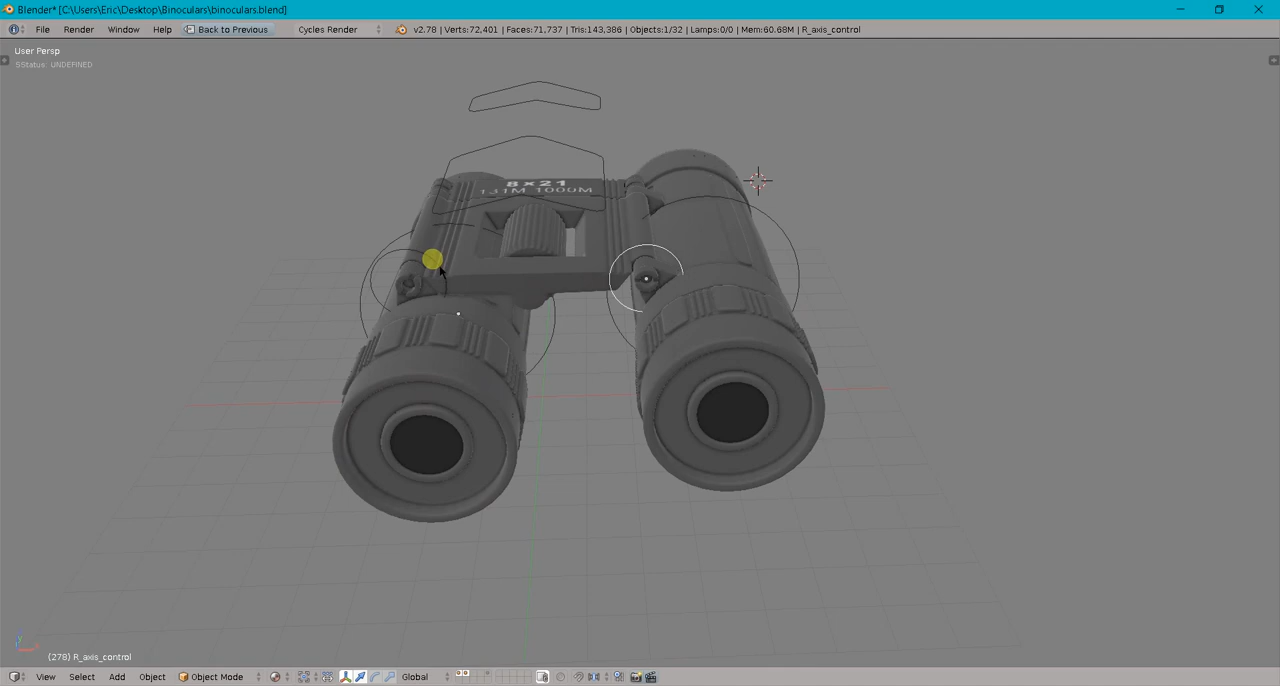 Blender* [C:\Users\Eric\Desktop\Binoculars\binoculars.blend]
File Render Window Help Back to Previous Cycles Render v2.78 | Verts:72,401 | Faces:71,737 | Tris:143,386 | Objects:1/32 | Lamps:0/0 | Mem:60.68M | R_axis_control
User Persp
SStatus: UNDEFINED
8×21
131M 1000M
(278) R_axis_control
View Select Add Object Object Mode Global